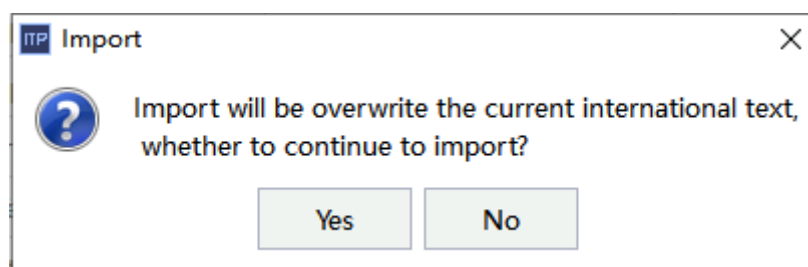 ITP Import
Import will be overwrite the current international text,
whether to continue to import?
Yes No